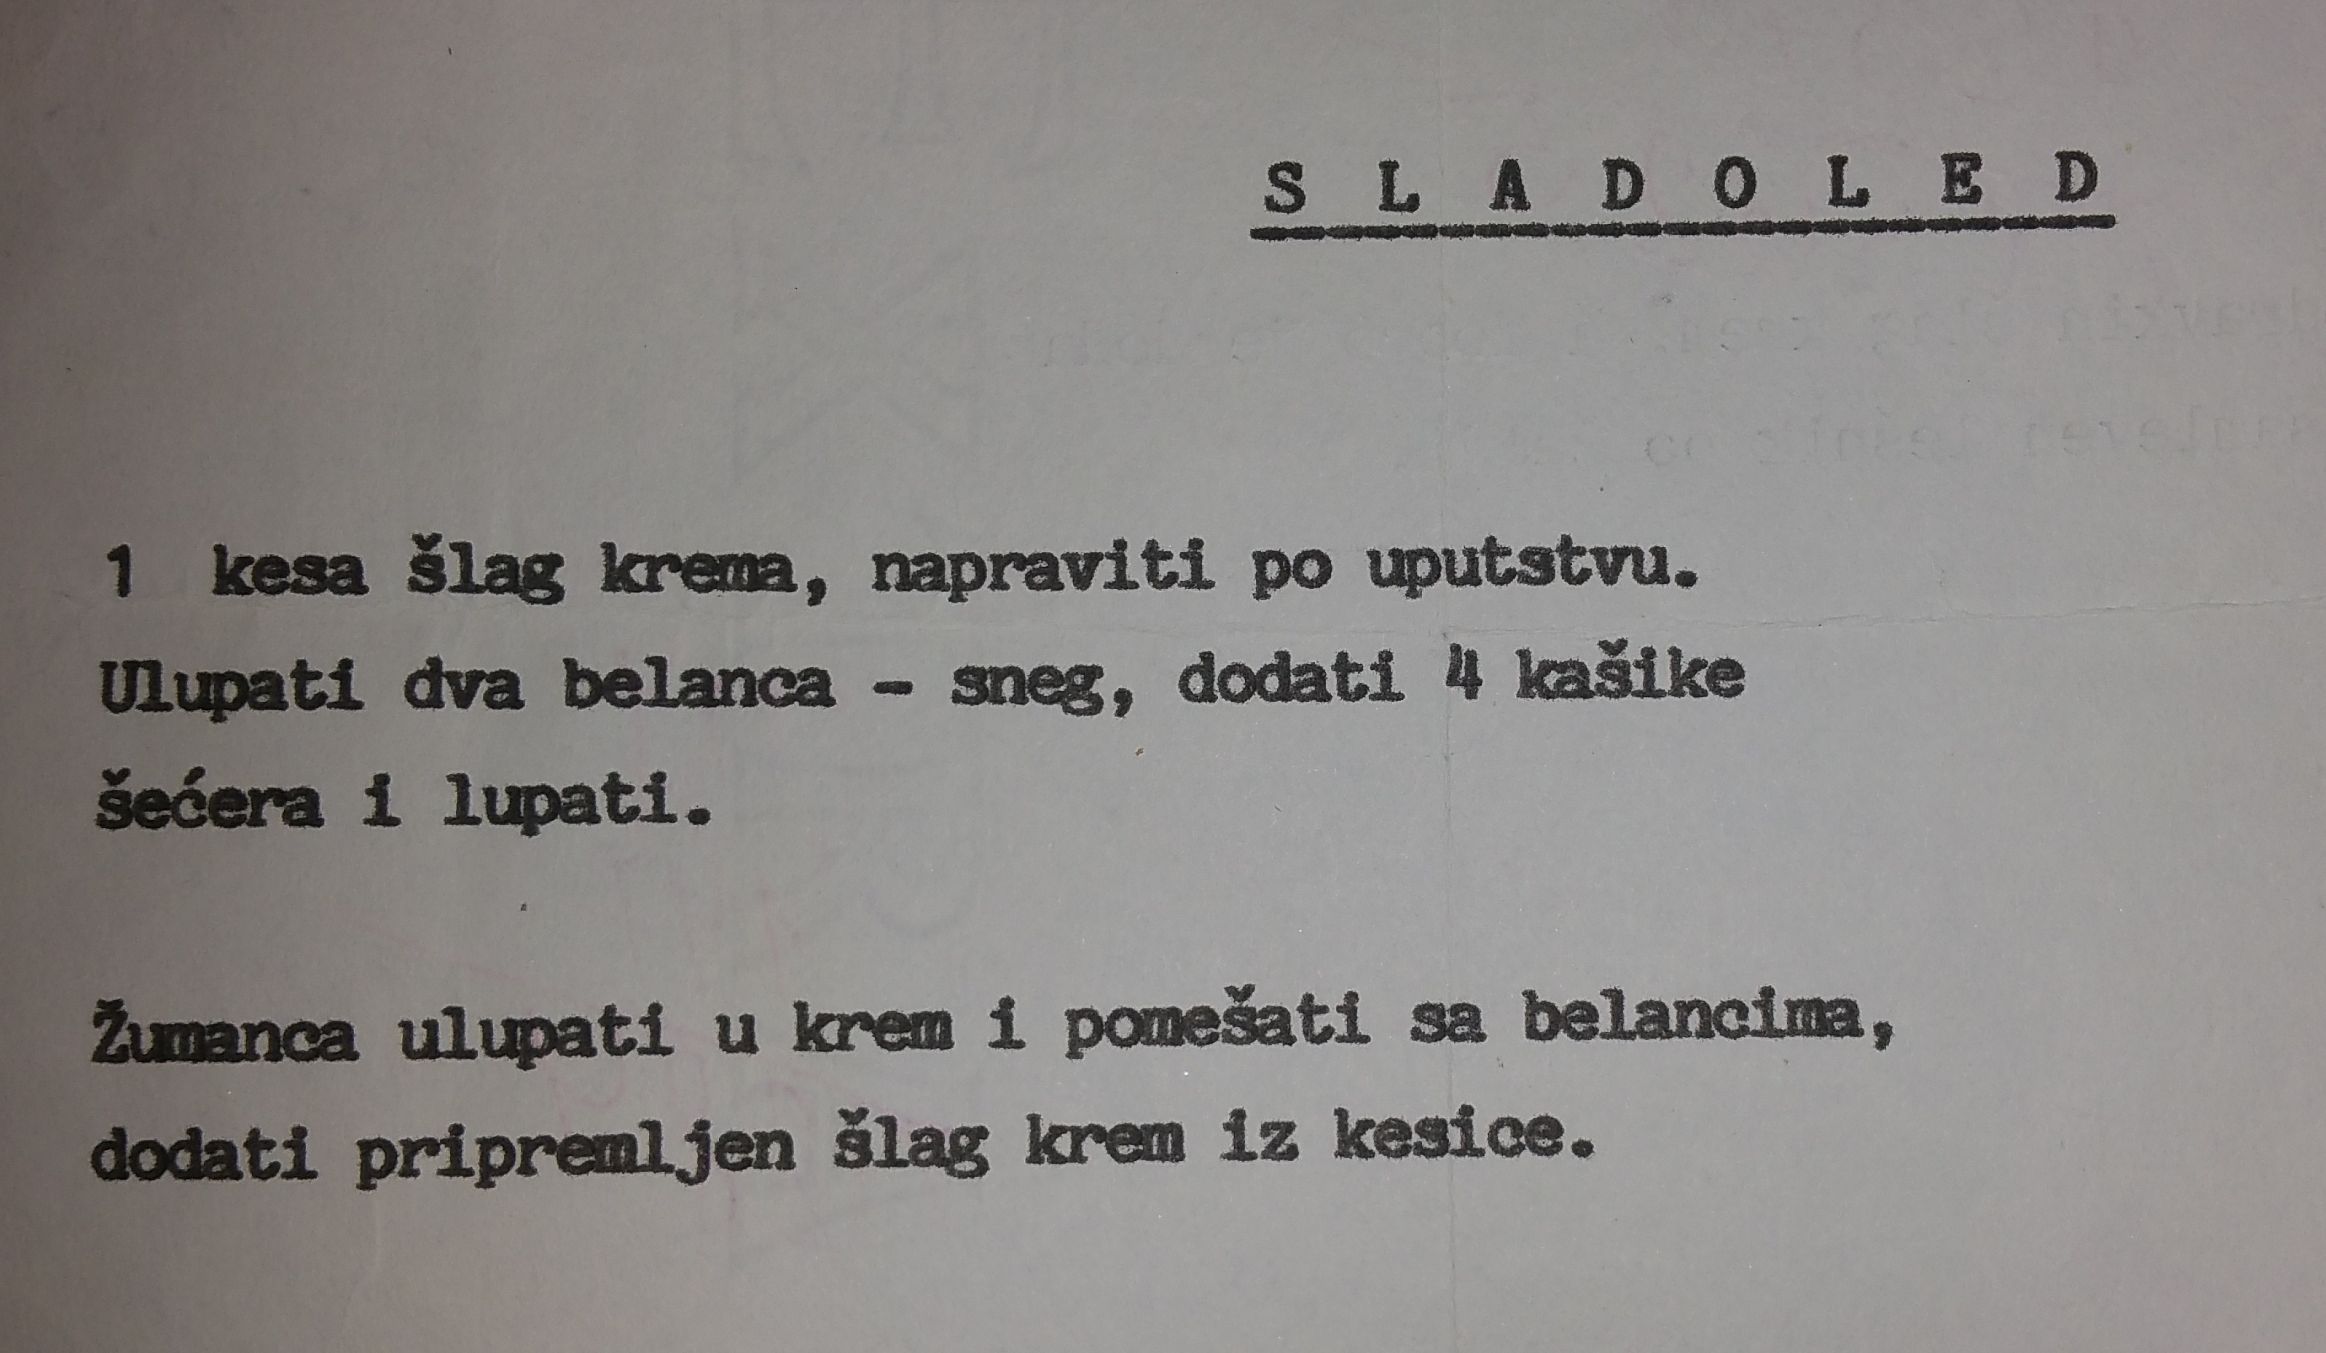 S L A D O L E D
1 kesa šlag krema, napraviti po uputstvu.
Ulupati dva belanca - sneg, dodati 4 kašike
šećera i lupati.
Žumanca ulupati u krem i pomešati sa belancima,
dodati pripremljen šlag krem iz kesice.